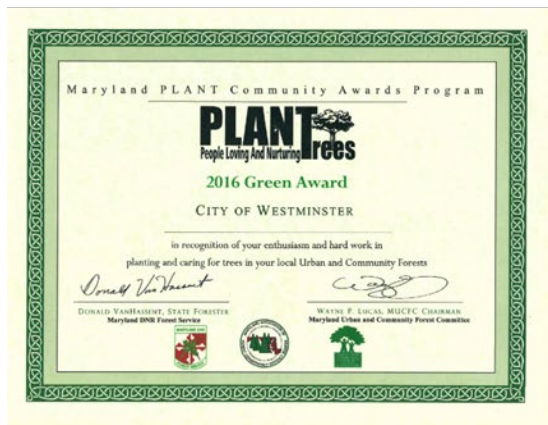 Maryland PLANT Community Awards Program
PLANT Trees
People Loving And Nurturing
2016 Green Award
CITY OF WESTMINSTER
in recognition of your enthusiasm and hard work in
planting and caring for trees in your local Urban and Community Forests
Donald VanHassent
DONALD VANHASSENT, STATE FORESTER
Maryland DNR Forest Service
WAYNE P. LUCAS, MUCFC CHAIRMAN
Maryland Urban and Community Forest Committee